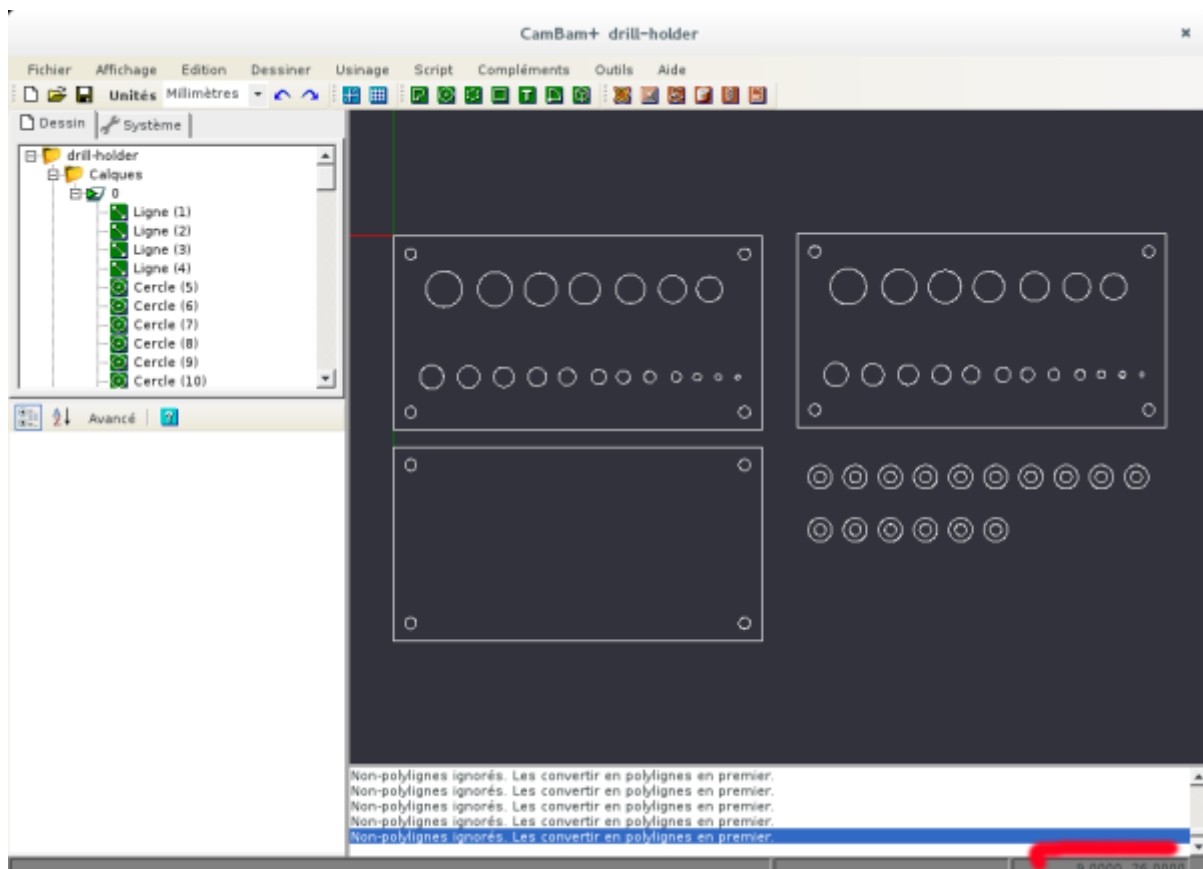 CamBam+ drill-holder
Fichier Affichage Edition Dessiner Usinage Script Compléments Outils Aide
Unités Millimètres
Dessin Système
drill-holder
Calques
0
Ligne (1)
Ligne (2)
Ligne (3)
Ligne (4)
Cercle (5)
Cercle (6)
Cercle (7)
Cercle (8)
Cercle (9)
Cercle (10)
Avancé
Non-polylignes ignorés. Les convertir en polylignes en premier.
Non-polylignes ignorés. Les convertir en polylignes en premier.
Non-polylignes ignorés. Les convertir en polylignes en premier.
Non-polylignes ignorés. Les convertir en polylignes en premier.
Non-polylignes ignorés. Les convertir en polylignes en premier.